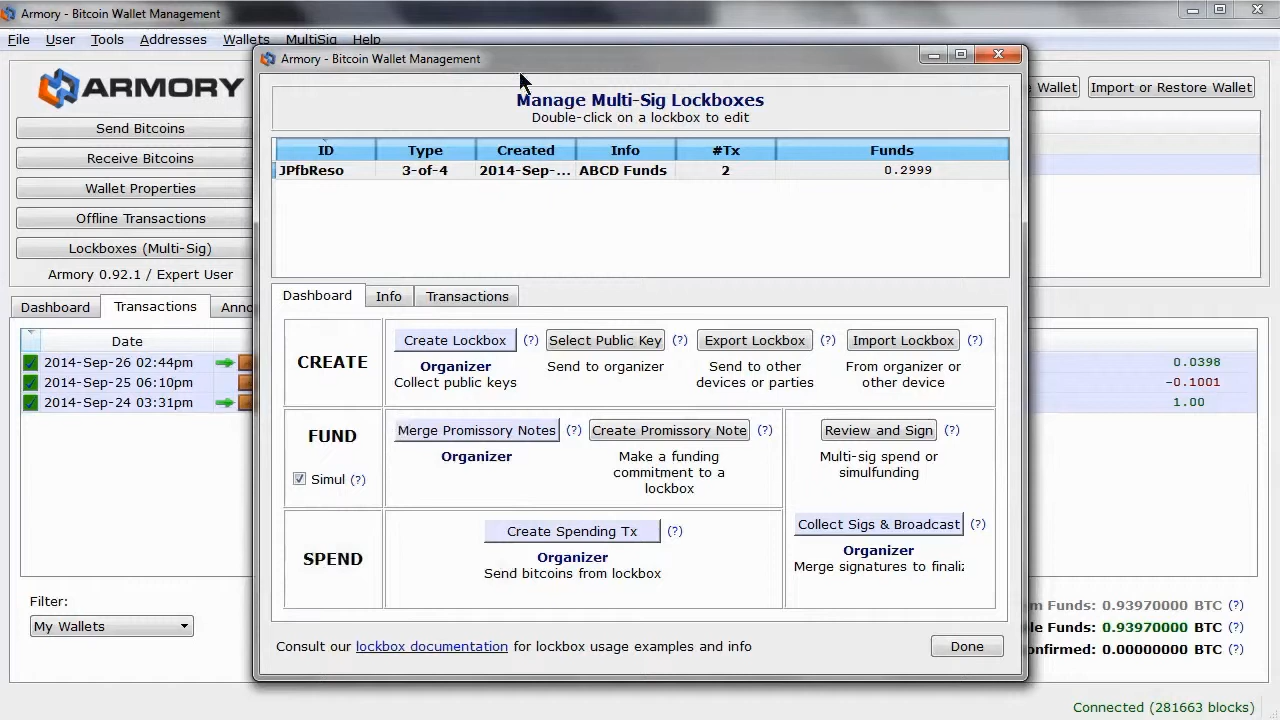 Armory - Bitcoin Wallet Management
File User Tools Addresses Wallets MultiSig Help
ARMORY
Send Bitcoins
Receive Bitcoins
Wallet Properties
Offline Transactions
Lockboxes (Multi-Sig)
Armory 0.92.1 / Expert User
Wallet
Import or Restore Wallet
Dashboard Transactions
Date
2014-Sep-26 02:44pm
2014-Sep-25 06:10pm
2014-Sep-24 03:31pm
0.0398
-0.1001
1.00
Filter:
My Wallets
Funds: 0.93970000 BTC (?)
Funds: 0.93970000 BTC (?)
0.00000000 BTC (?)
Connected (281663 blocks)
Armory - Bitcoin Wallet Management
Manage Multi-Sig Lockboxes
Double-click on a lockbox to edit
ID Type Created Info #Tx Funds
JPfbReso 3-of-4 2014-Sep-... ABCD Funds 2 0.2999
Dashboard Info Transactions
CREATE
Create Lockbox (?) Select Public Key (?) Export Lockbox (?) Import Lockbox (?)
Organizer
Collect public keys
Send to organizer
Send to other
devices or parties
From organizer or
other device
FUND
Simul (?)
Merge Promissory Notes (?) Create Promissory Note (?)
Organizer
Make a funding
commitment to a
lockbox
Review and Sign (?)
Multi-sig spend or
simulfunding
SPEND
Create Spending Tx (?)
Organizer
Send bitcoins from lockbox
Collect Sigs & Broadcast (?)
Organizer
Merge signatures to
Consult our lockbox documentation for lockbox usage examples and info
Done